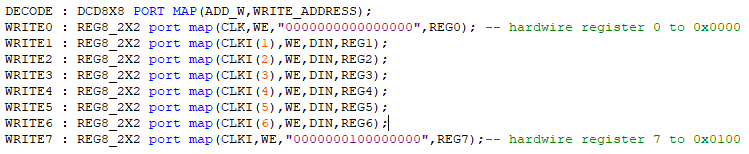 DECODE : DCD8X8 PORT MAP(ADD_W,WRITE_ADDRESS);
WRITE0 : REG8_2X2 port map(CLK,WE,"0000000000000000",REG0); -- hardwire register 0 to 0x0000
WRITE1 : REG8_2X2 port map(CLKI(1),WE,DIN,REG1);
WRITE2 : REG8_2X2 port map(CLKI(2),WE,DIN,REG2);
WRITE3 : REG8_2X2 port map(CLKI(3),WE,DIN,REG3);
WRITE4 : REG8_2X2 port map(CLKI(4),WE,DIN,REG4);
WRITE5 : REG8_2X2 port map(CLKI(5),WE,DIN,REG5);
WRITE6 : REG8_2X2 port map(CLKI(6),WE,DIN,REG6);
WRITE7 : REG8_2X2 port map(CLKI,WE,"0000000100000000",REG7);-- hardwire register 7 to 0x0100